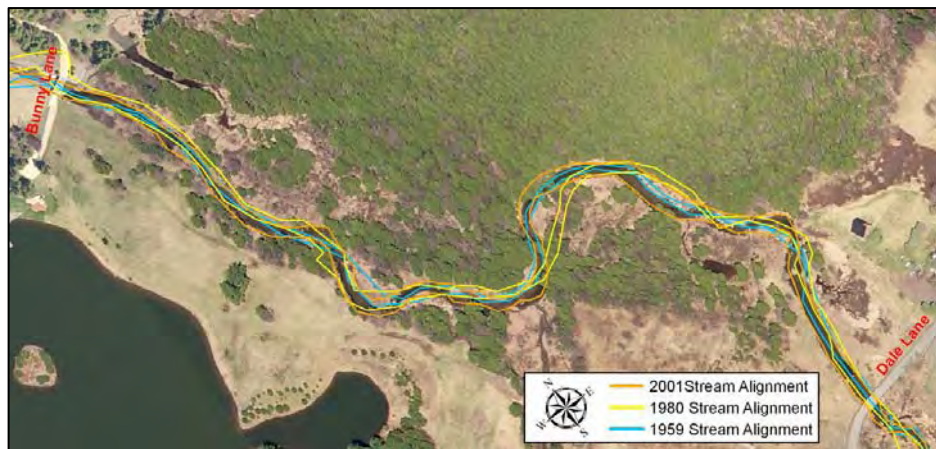 Bunny Lane
Dale Lane
N
E
S
W
2001Stream Alignment
1980 Stream Alignment
1959 Stream Alignment